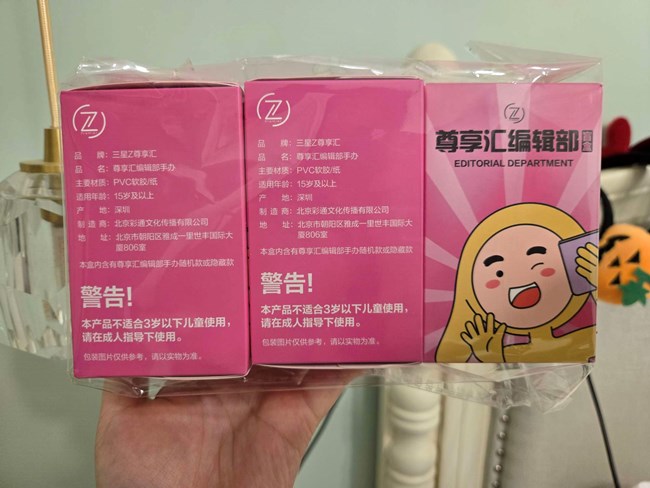 Z
品 牌：三星Z尊享汇
品 名：尊享汇编辑部手办
主要材质：PVC软胶/纸
适用年龄：15岁及以上
产 地：深圳
制 造 商：北京彩通文化传播有限公司
地 址：北京市朝阳区雅成一里世丰国际大
厦806室
本盒内含有尊享汇编辑部手办随机款或隐藏款
警告!
本产品不适合3岁以下儿童使用，
请在成人指导下使用。
包装图片仅供参考，请以实物为准。
Z
品 牌：三星Z尊享汇
品 名：尊享汇编辑部手办
主要材质：PVC软胶/纸
适用年龄：15岁及以上
产 地：深圳
制 造 商：北京彩通文化传播有限公司
地 址：北京市朝阳区雅成一里世丰国际大
厦806室
本盒内含有尊享汇编辑部手办随机款或隐藏款
警告!
本产品不适合3岁以下儿童使用，
请在成人指导下使用。
包装图片仅供参考，请以实物为准。
Z
尊享汇编辑部
EDITORIAL DEPARTMENT